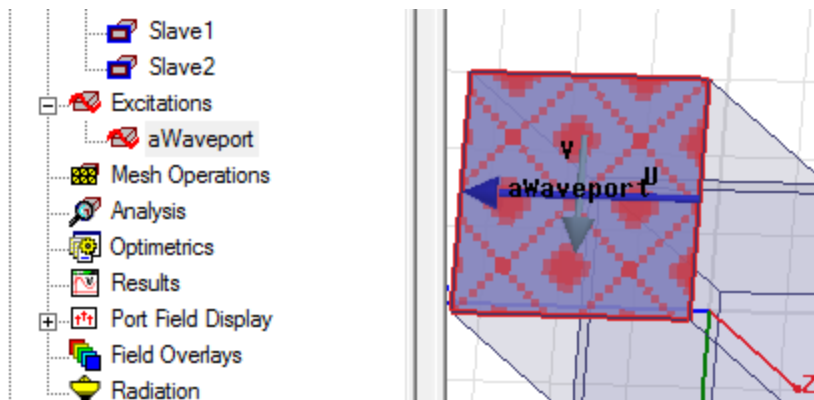 Slave1
Slave2
Excitations
aWaveport
Mesh Operations
Analysis
Optimetrics
Results
Port Field Display
Field Overlays
Radiation
V
U
aWaveport
Z